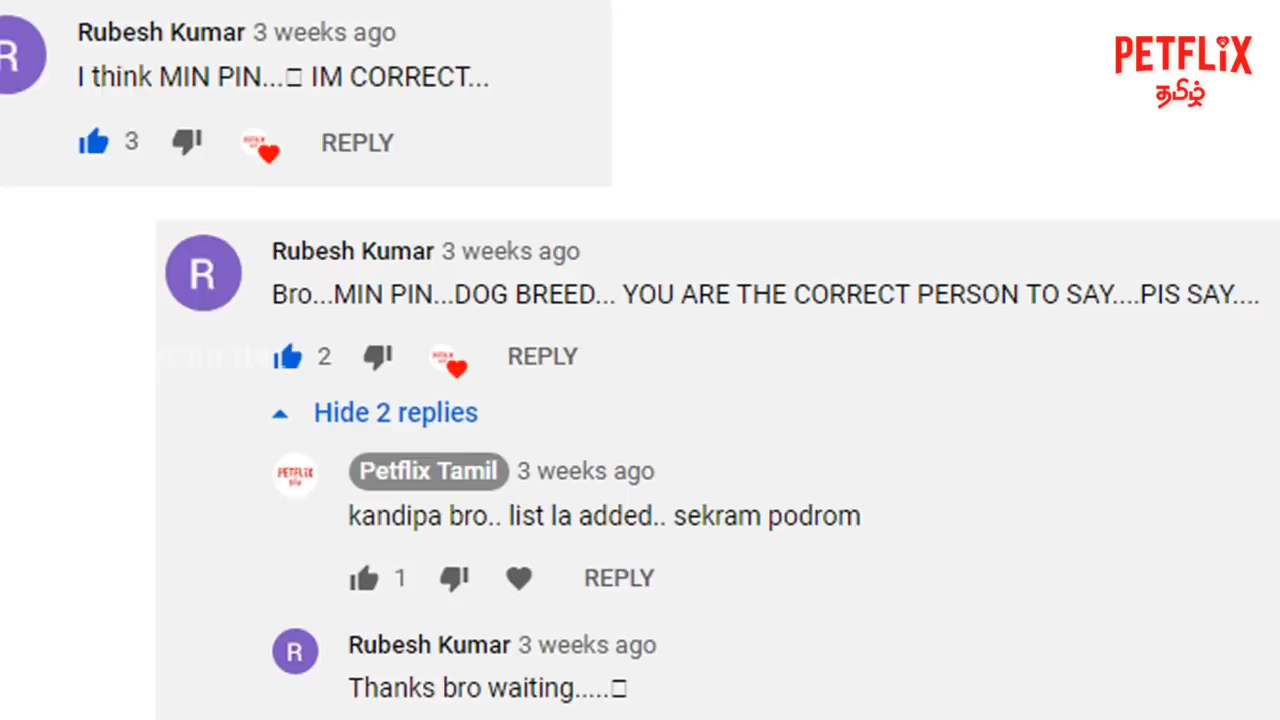 Rubesh Kumar 3 weeks ago
PETFLiX
I think MIN PIN...□ IM CORRECT...
தமிழ்
3 REPLY
R
Rubesh Kumar 3 weeks ago
Bro...MIN PIN...DOG BREED... YOU ARE THE CORRECT PERSON TO SAY....PIS SAY....
2 REPLY
Hide 2 replies
PETFLiX
Petflix Tamil 3 weeks ago
kandipa bro.. list la added.. sekram podrom
1 REPLY
R
Rubesh Kumar 3 weeks ago
Thanks bro waiting.....□